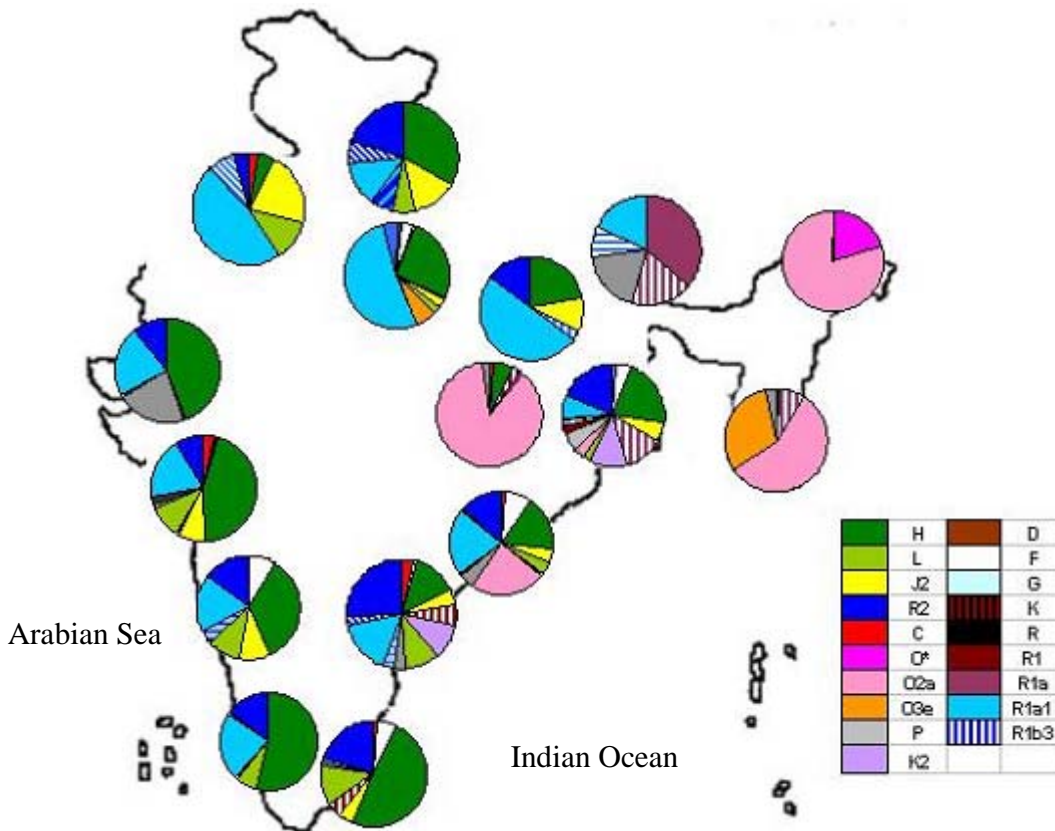 Arabian Sea
Indian Ocean
H D
L F
J2 G
R2 K
C R
O* R1
O2a R1a
O3e R1a1
P R1b3
K2